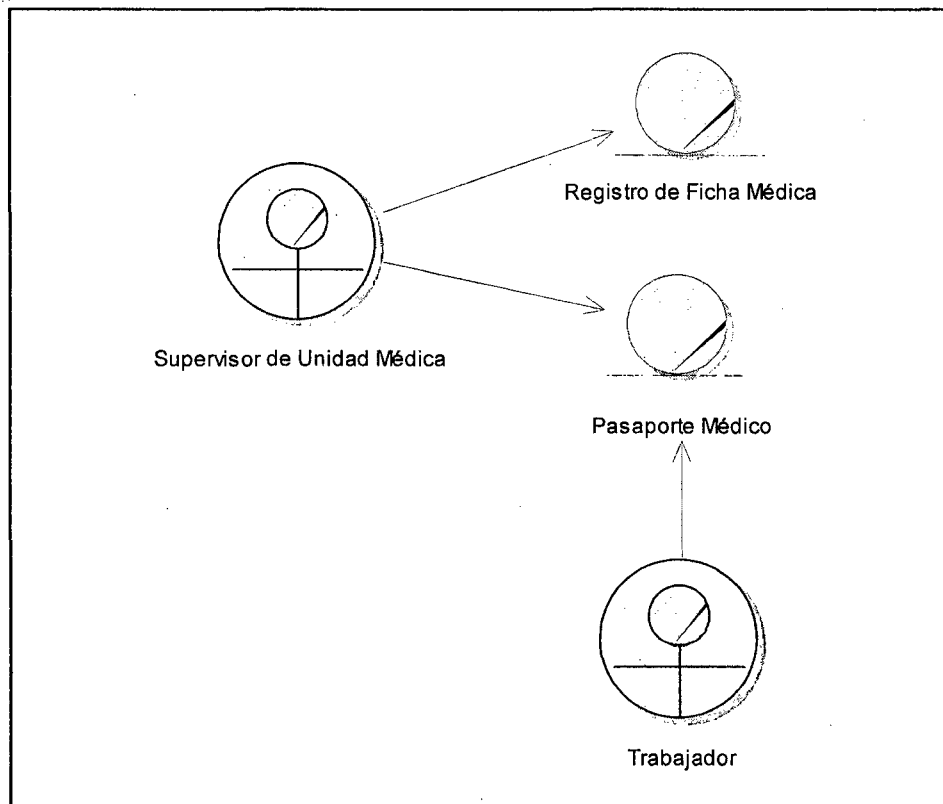 Registro de Ficha Médica
Supervisor de Unidad Médica
Pasaporte Médico
Trabajador